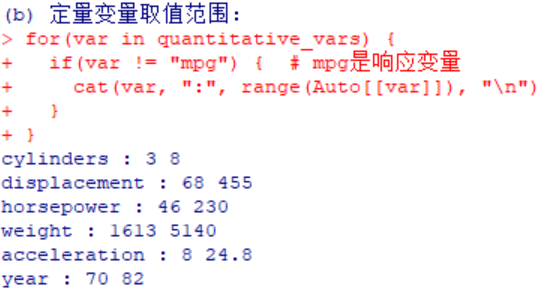 (b) 定量变量取值范围:
> for(var in quantitative_vars) {
+   if(var != "mpg") {  # mpg是响应变量
+     cat(var, ":", range(Auto[[var]]), "\n")
+   }
+ }
cylinders : 3 8
displacement : 68 455
horsepower : 46 230
weight : 1613 5140
acceleration : 8 24.8
year : 70 82